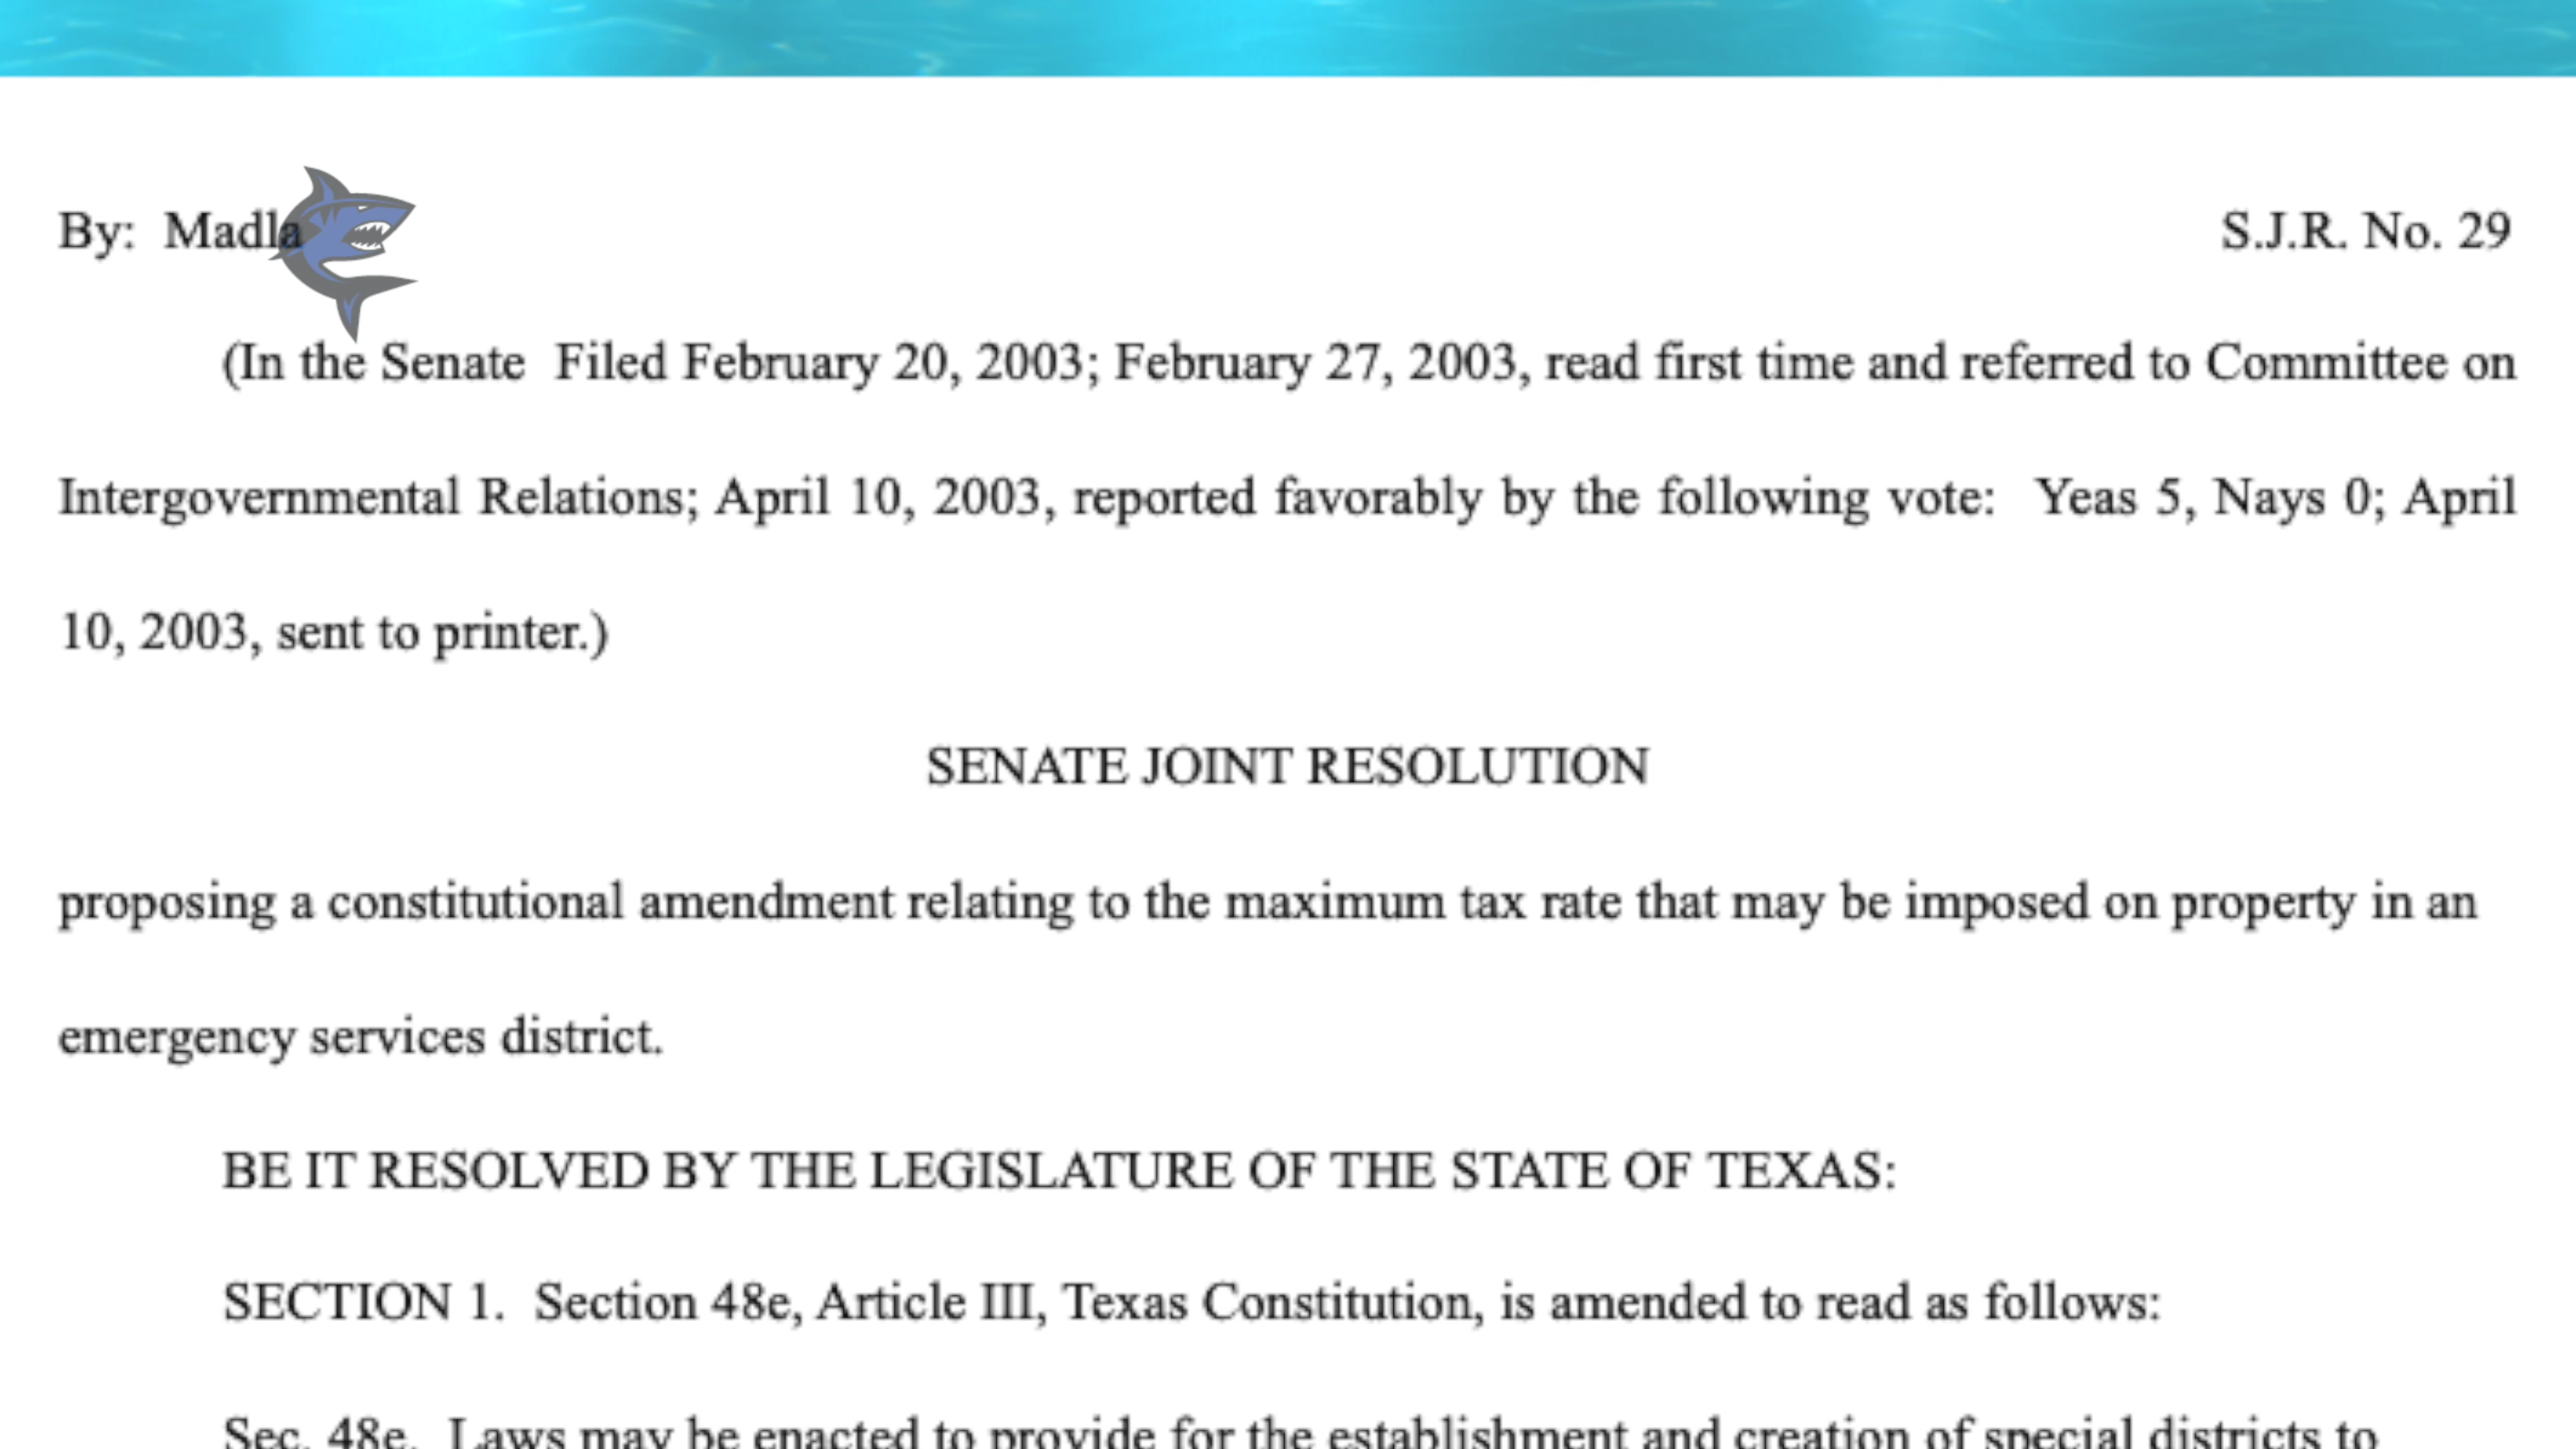 By: Madla S.J.R. No. 29
(In the Senate Filed February 20, 2003; February 27, 2003, read first time and referred to Committee on
Intergovernmental Relations; April 10, 2003, reported favorably by the following vote: Yeas 5, Nays 0; April
10, 2003, sent to printer.)
SENATE JOINT RESOLUTION
proposing a constitutional amendment relating to the maximum tax rate that may be imposed on property in an
emergency services district.
BE IT RESOLVED BY THE LEGISLATURE OF THE STATE OF TEXAS:
SECTION 1. Section 48e, Article III, Texas Constitution, is amended to read as follows:
Sec. 48e. Laws may be enacted to provide for the establishment and creation of special districts to